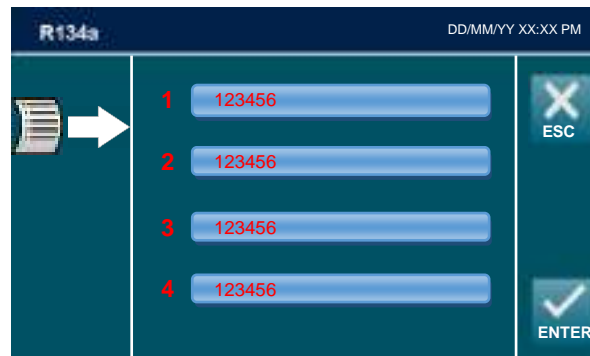 R134a DD/MM/YY XX:XX PM
1 123456
ESC
2 123456
3 123456
4 123456
ENTER